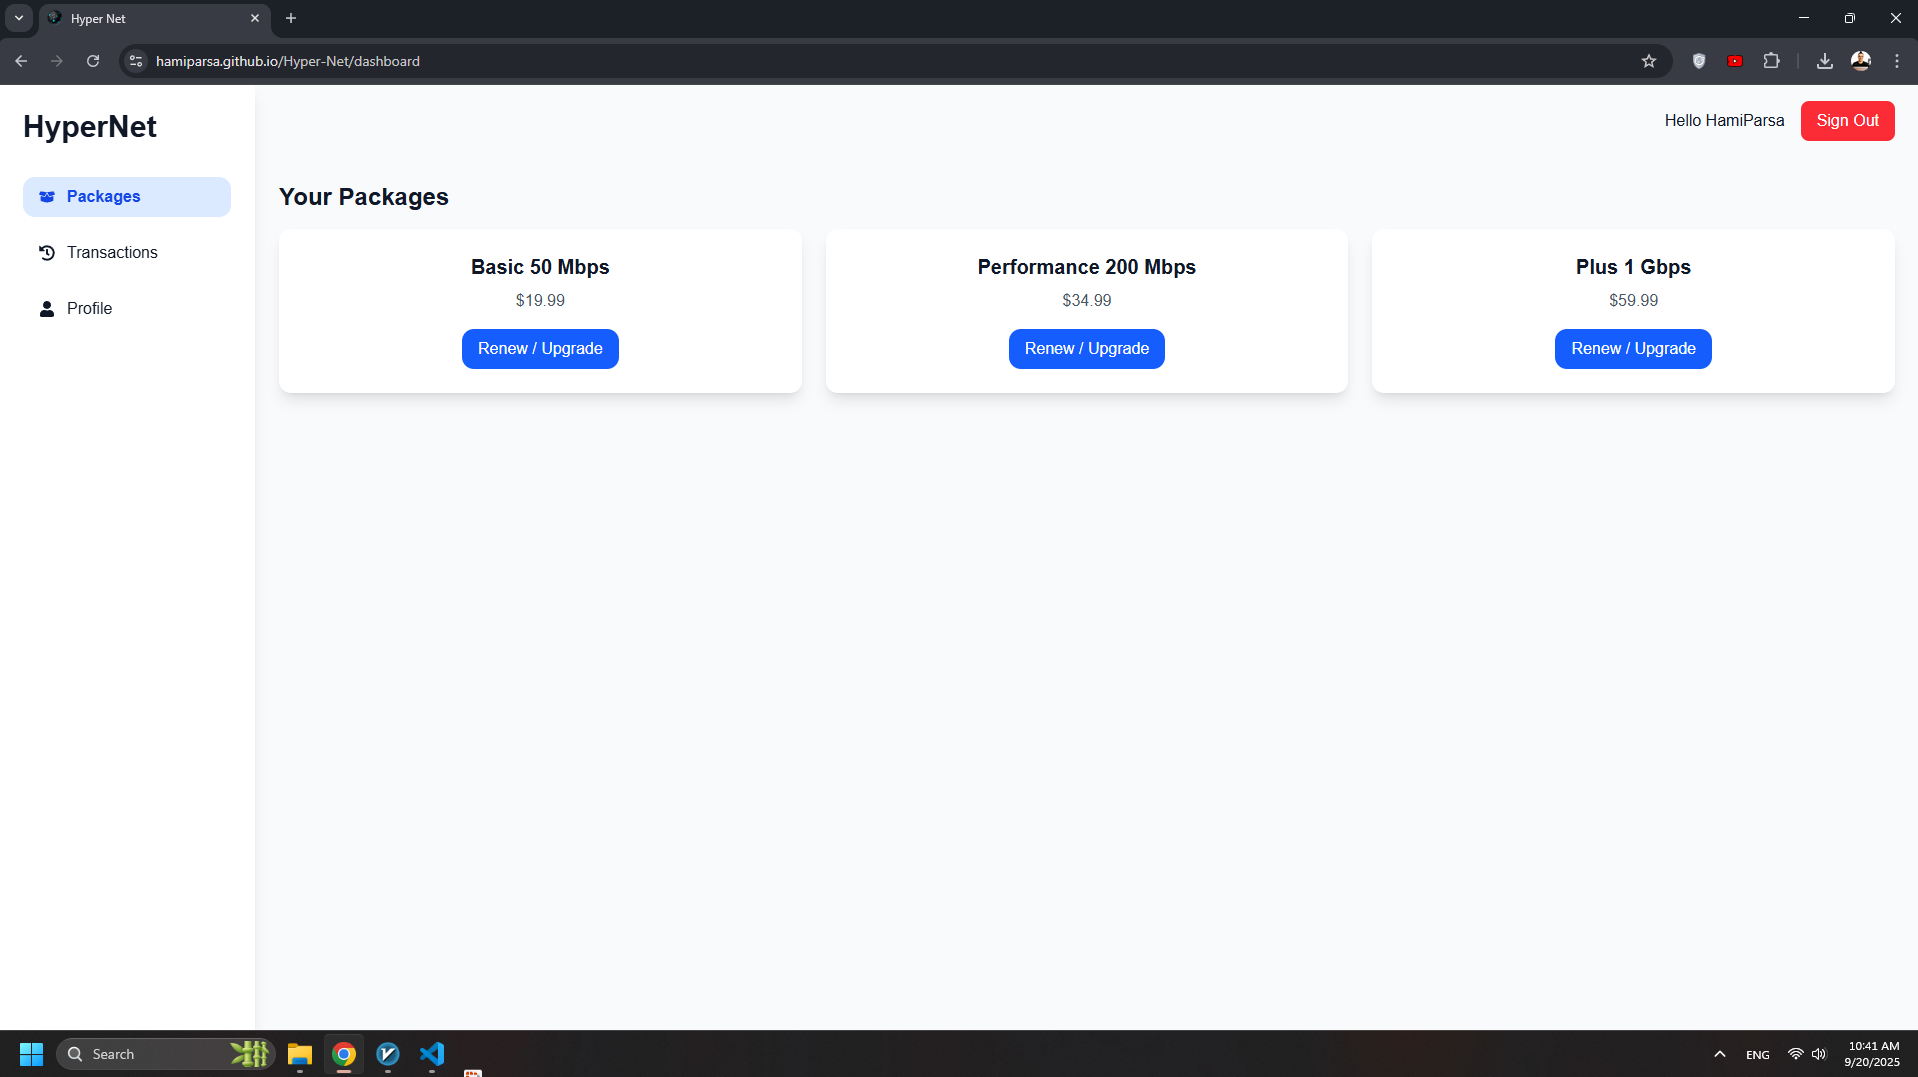 Hyper Net
hamiparsa.github.io/Hyper-Net/dashboard
HyperNet
Hello HamiParsa
Sign Out
Packages
Transactions
Profile
Your Packages
Basic 50 Mbps
$19.99
Renew / Upgrade
Performance 200 Mbps
$34.99
Renew / Upgrade
Plus 1 Gbps
$59.99
Renew / Upgrade
Search
ENG
10:41 AM
9/20/2025